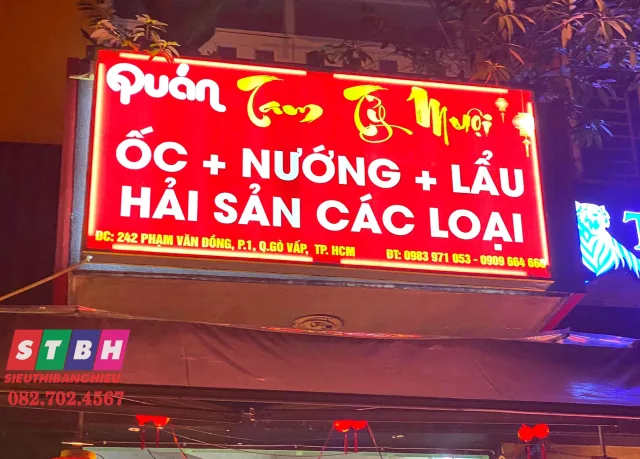 Quán Tam Tỷ Mượi
ỐC + NƯỚNG + LẨU
HẢI SẢN CÁC LOẠI
ĐC: 242 PHẠM VĂN ĐỒNG, P.1, Q.GÒ VẤP, TP. HCM ĐT: 0983 971 053 - 0909 664 660
STBH
SIEUTHIBANGHIEU
082.702.4567